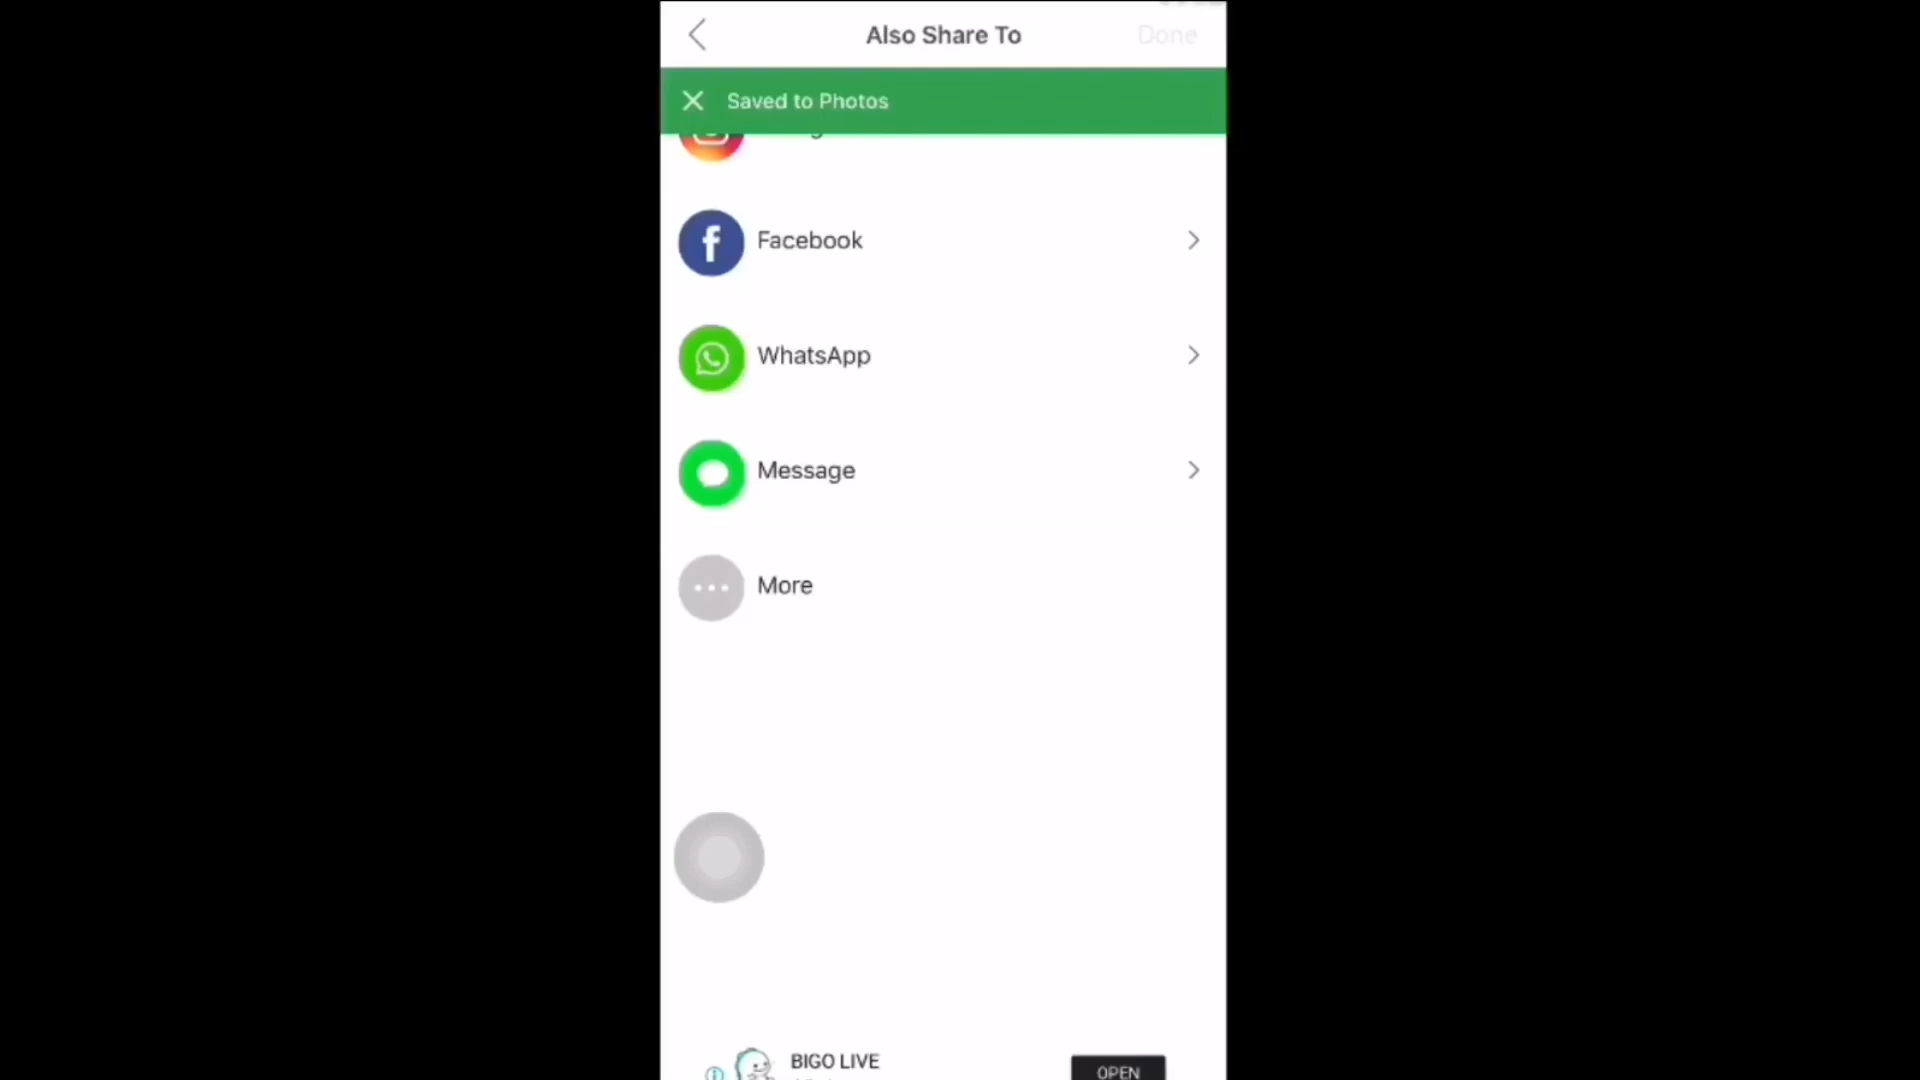 Also Share To
Done
Saved to Photos
Facebook
WhatsApp
Message
More
BIGO LIVE
OPEN